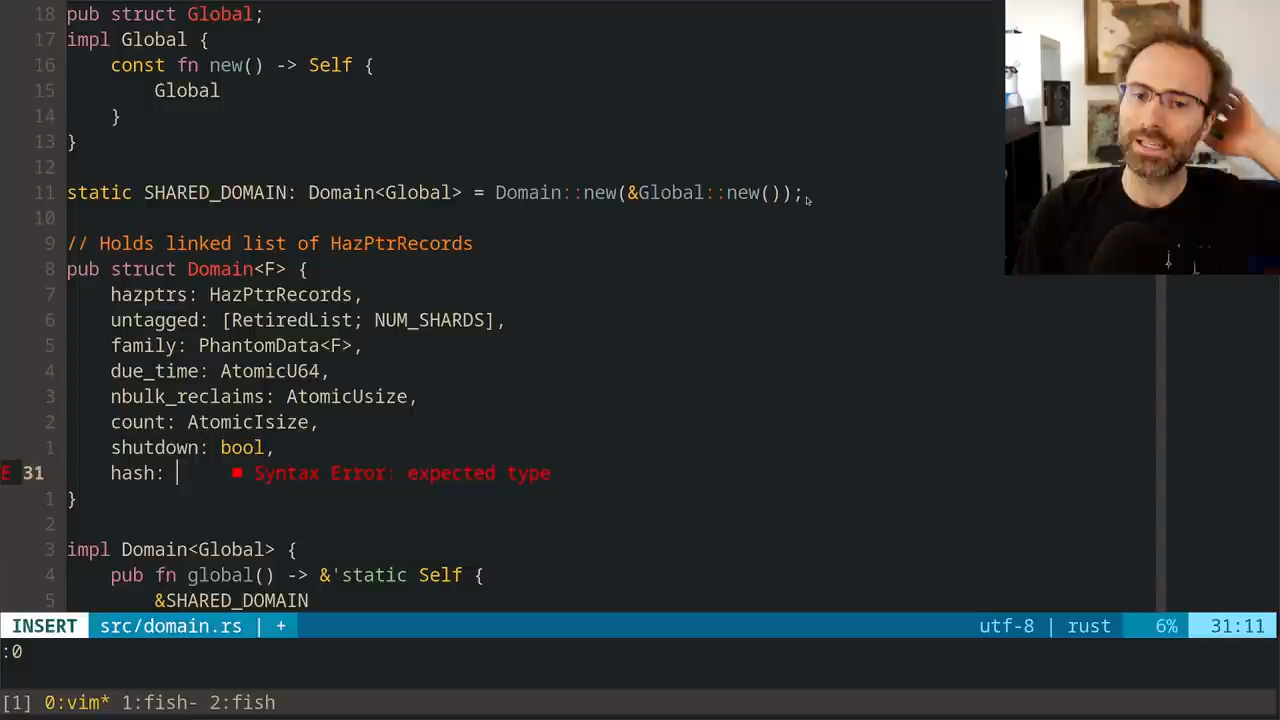 18 pub struct Global;
17 impl Global {
16 const fn new() -> Self {
15 Global
14 }
13 }
12
11 static SHARED_DOMAIN: Domain<Global> = Domain::new(&Global::new());
10
9 // Holds linked list of HazPtrRecords
8 pub struct Domain<F> {
7 hazptrs: HazPtrRecords,
6 untagged: [RetiredList; NUM_SHARDS],
5 family: PhantomData<F>,
4 due_time: AtomicU64,
3 nbulk_reclaims: AtomicUsize,
2 count: AtomicIsize,
1 shutdown: bool,
E 31 hash: ■ Syntax Error: expected type
1 }
2
3 impl Domain<Global> {
4 pub fn global() -> &'static Self {
5 &SHARED_DOMAIN
INSERT src/domain.rs | + utf-8 | rust 6% 31:11
:0
[1] 0:vim* 1:fish- 2:fish